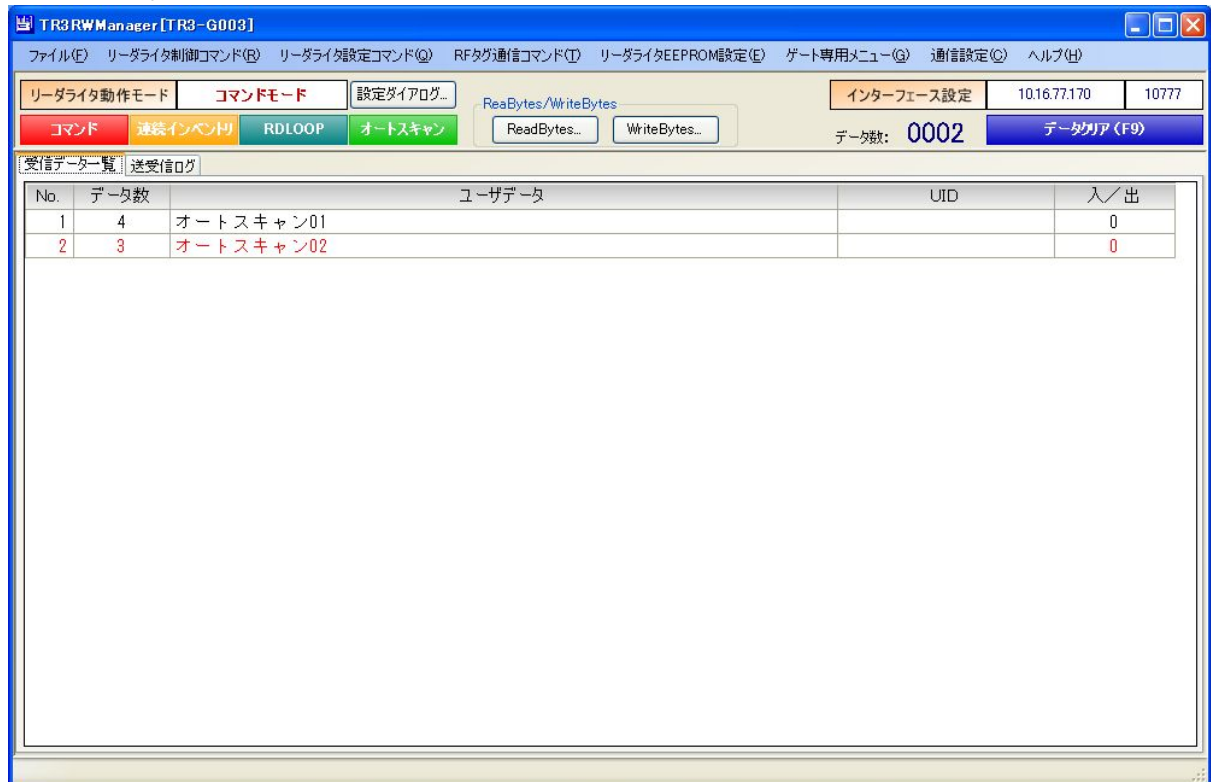 TR3RWManager[TR3-G003]
ファイル(F) リーダライタ制御コマンド(R) リーダライタ設定コマンド(Q) RFタグ通信コマンド(T) リーダライタEEPROM設定(E) ゲート専用メニュー(G) 通信設定(C) ヘルプ(H)
リーダライタ動作モード コマンドモード 設定ダイアログ... ReaBytes/WriteBytes インターフェース設定 10.16.77.170 10777
コマンド 連続インベントリ RDLOOP オートスキャン ReadBytes... WriteBytes... データ数: 0002 データクリア(F9)
受信データ一覧 送受信ログ
No. データ数 ユーザデータ UID 入/出
1 4 オートスキャン01 0
2 3 オートスキャン02 0